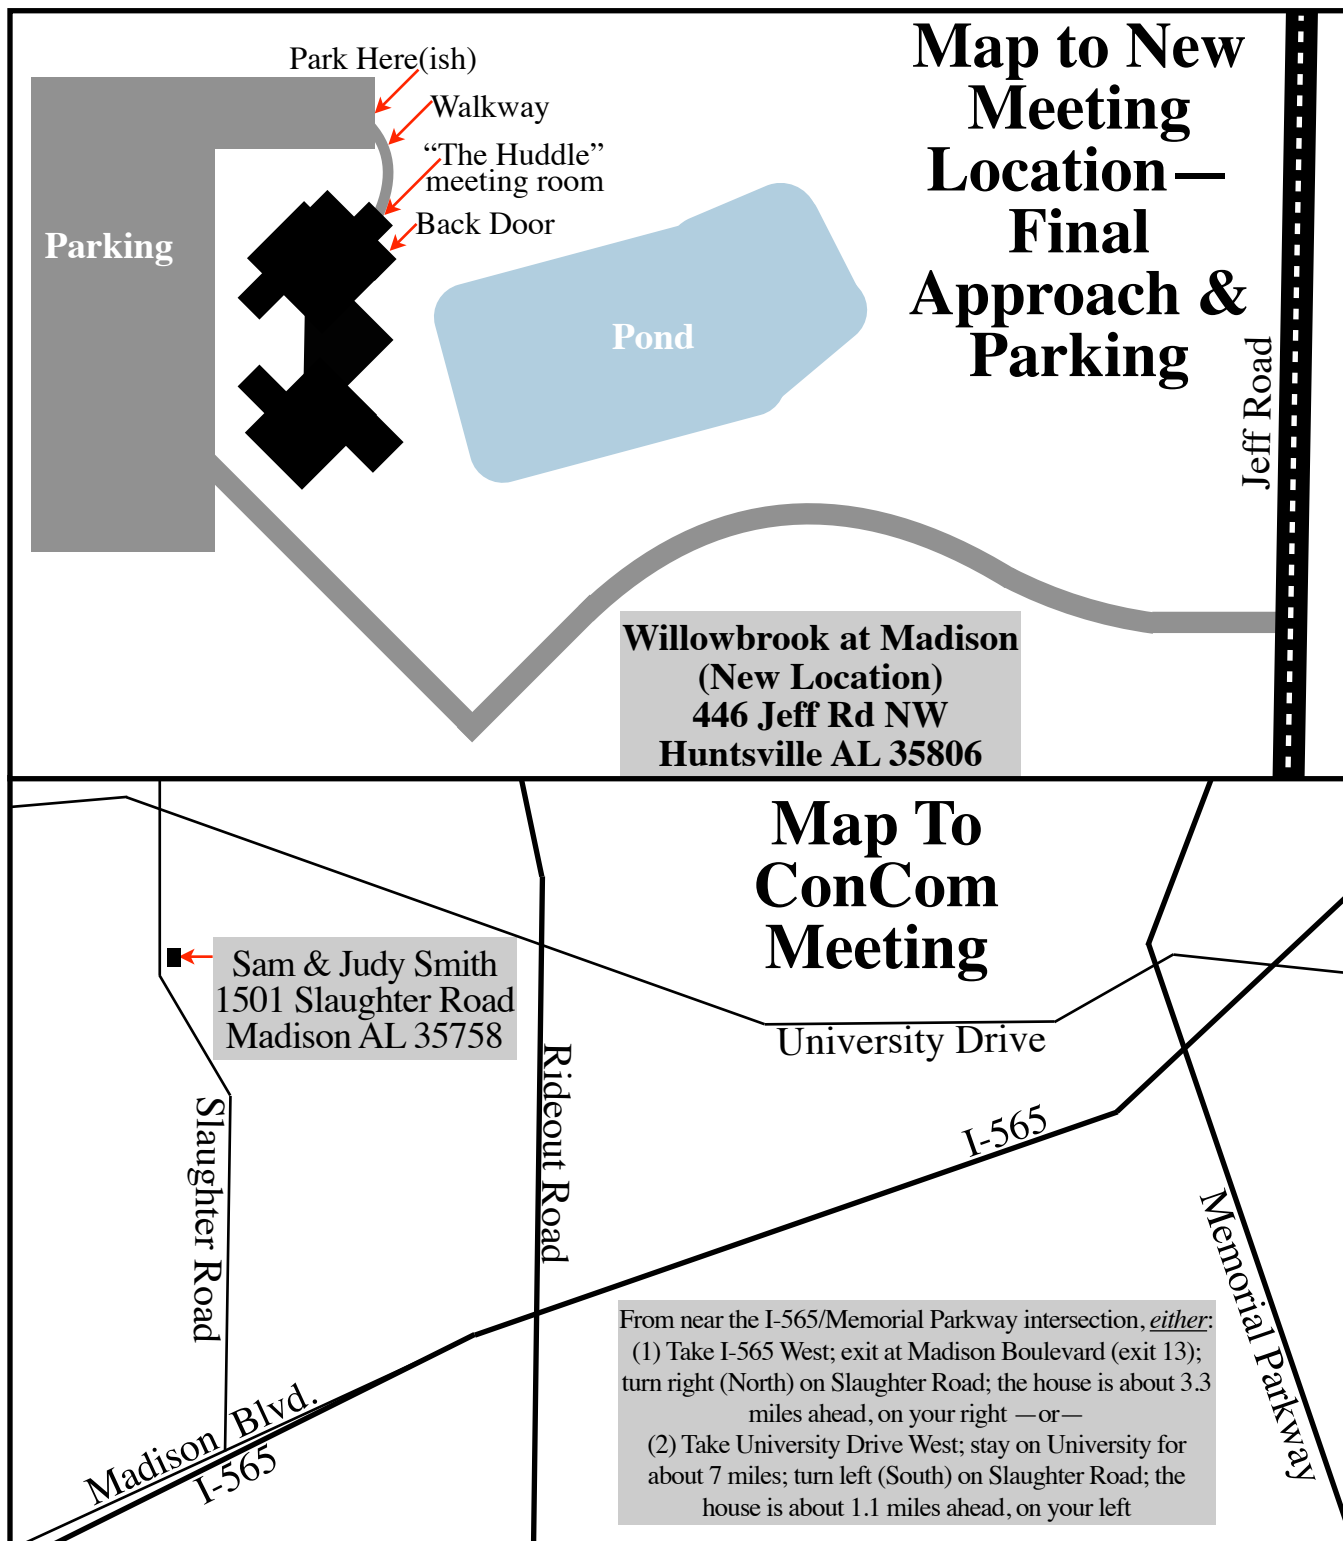 Park Here(ish)
Walkway
“The Huddle”
meeting room
Back Door
Parking
Pond
Map to New
Meeting
Location—
Final
Approach &
Parking
Jeff Road
Willowbrook at Madison
(New Location)
446 Jeff Rd NW
Huntsville AL 35806
Map To
ConCom
Meeting
Sam & Judy Smith
1501 Slaughter Road
Madison AL 35758
University Drive
Rideout Road
Slaughter Road
I-565
Memorial Parkway
Madison Blvd.
I-565
From near the I-565/Memorial Parkway intersection, either:
(1) Take I-565 West; exit at Madison Boulevard (exit 13);
turn right (North) on Slaughter Road; the house is about 3.3
miles ahead, on your right —or—
(2) Take University Drive West; stay on University for
about 7 miles; turn left (South) on Slaughter Road; the
house is about 1.1 miles ahead, on your left